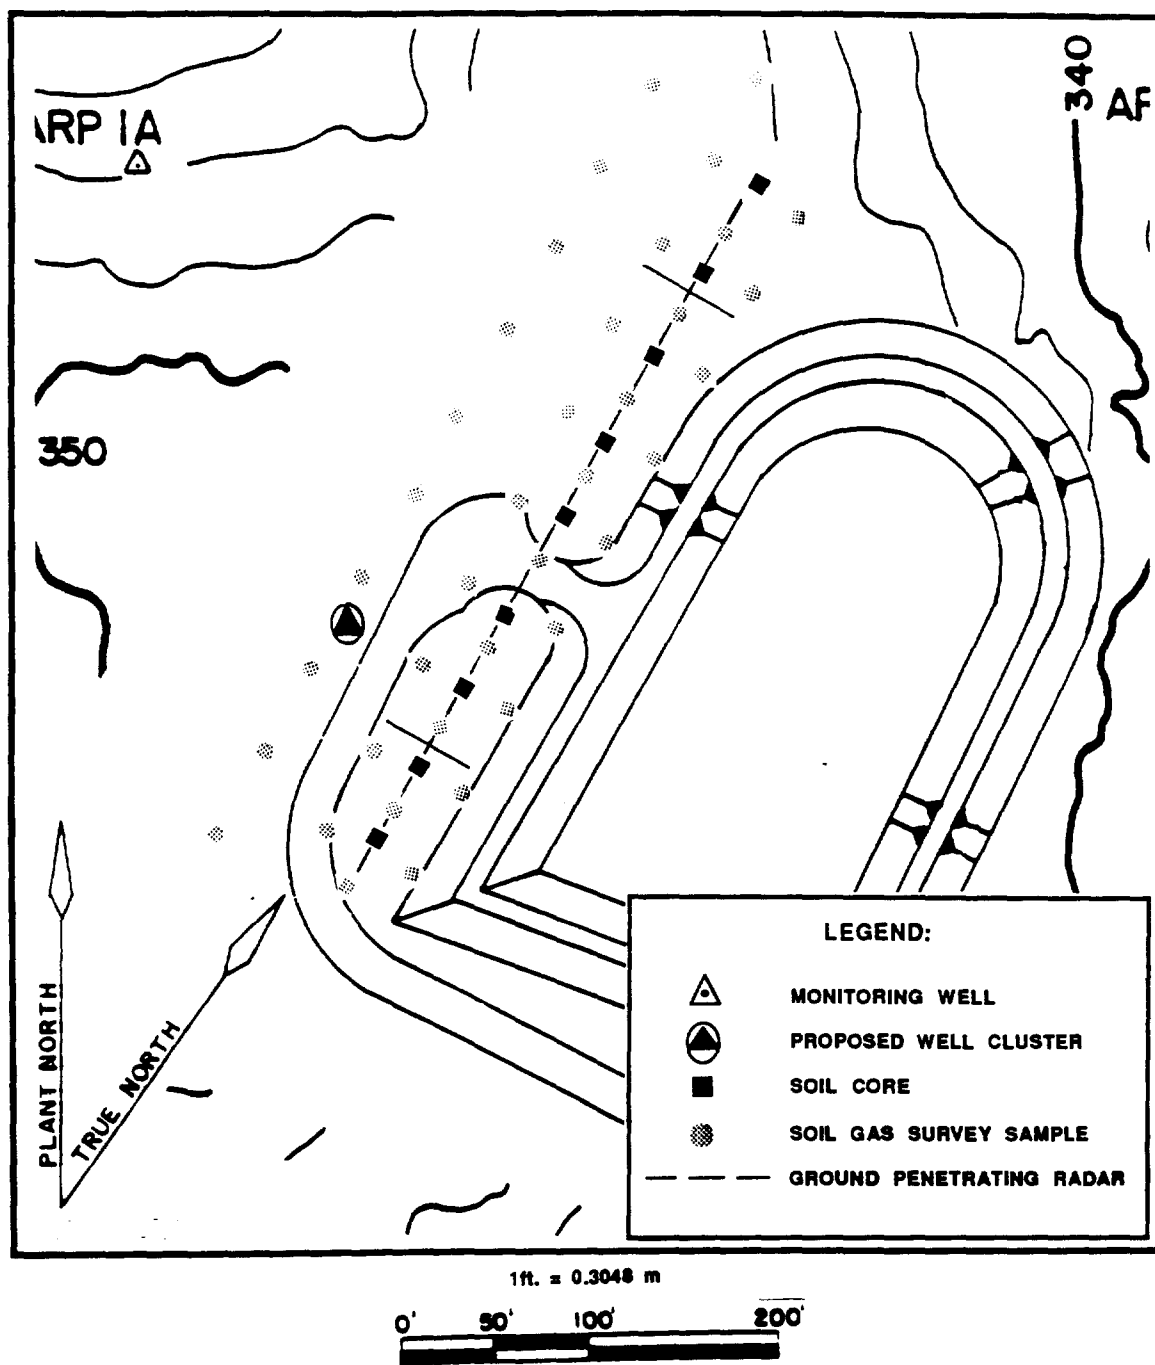 340
AF
ARP 1A
350
PLANT NORTH
TRUE NORTH
LEGEND:
MONITORING WELL
PROPOSED WELL CLUSTER
SOIL CORE
SOIL GAS SURVEY SAMPLE
GROUND PENETRATING RADAR
1ft. = 0.3048 m
0' 50' 100' 200'